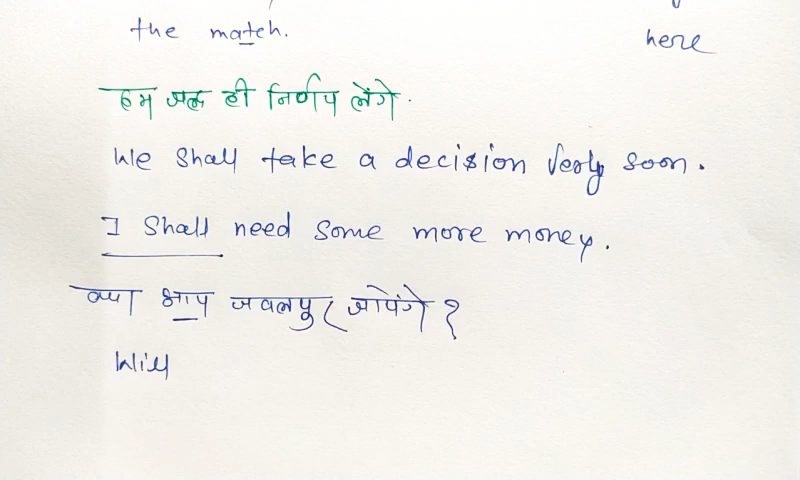 the match.
here
हम जल्द ही निर्णय लेंगे.
We shall take a decision very soon.
I shall need some more money.
क्या आप जबलपुर जायेंगे?
Will